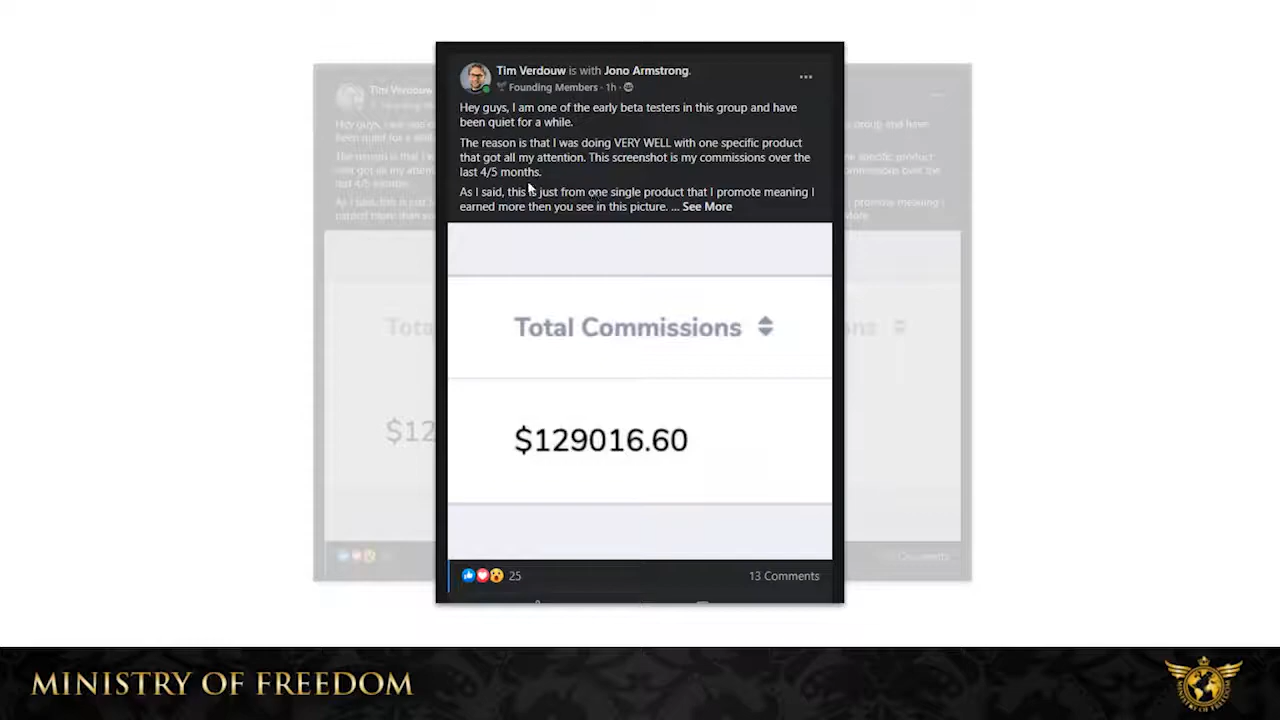 Tim Verdouw is with Jono Armstrong.
Founding Members · 1h ·
Hey guys, I am one of the early beta testers in this group and have
been quiet for a while.
The reason is that I was doing VERY WELL with one specific product
that got all my attention. This screenshot is my commissions over the
last 4/5 months.
As I said, this is just from one single product that I promote meaning I
earned more then you see in this picture. ... See More
Total Commissions
$129016.60
25
13 Comments
MINISTRY OF FREEDOM
MINISTRY OF FREEDOM